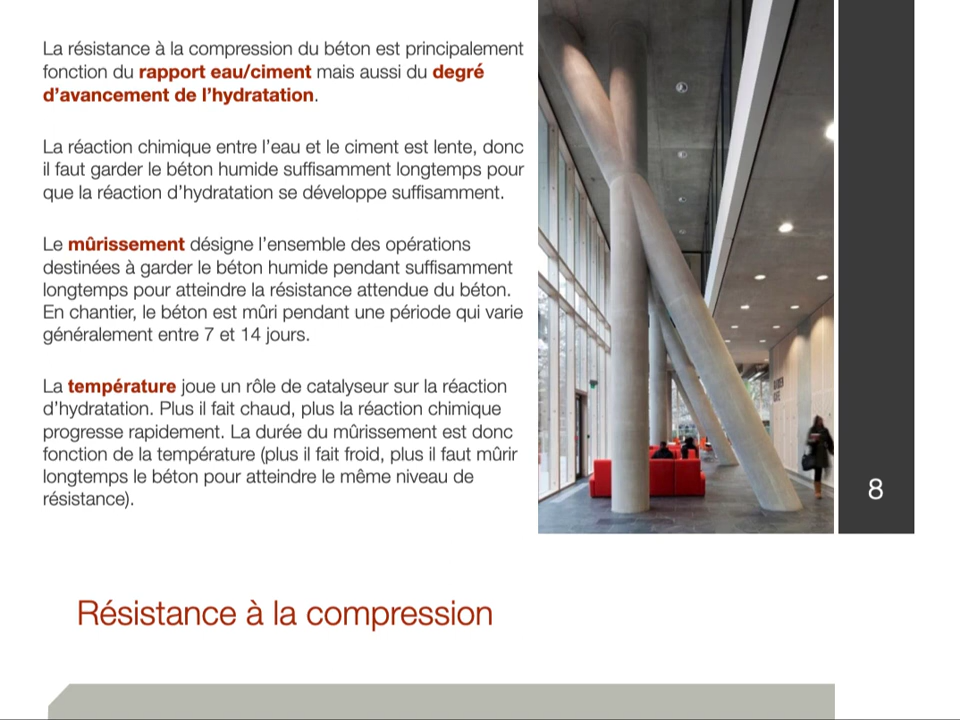 La résistance à la compression du béton est principalement
fonction du rapport eau/ciment mais aussi du degré
d'avancement de l'hydratation.
La réaction chimique entre l'eau et le ciment est lente, donc
il faut garder le béton humide suffisamment longtemps pour
que la réaction d'hydratation se développe suffisamment.
Le mûrissement désigne l'ensemble des opérations
destinées à garder le béton humide pendant suffisamment
longtemps pour atteindre la résistance attendue du béton.
En chantier, le béton est mûri pendant une période qui varie
généralement entre 7 et 14 jours.
La température joue un rôle de catalyseur sur la réaction
d'hydratation. Plus il fait chaud, plus la réaction chimique
progresse rapidement. La durée du mûrissement est donc
fonction de la température (plus il fait froid, plus il faut mûrir
longtemps le béton pour atteindre le même niveau de
résistance).
8
Résistance à la compression